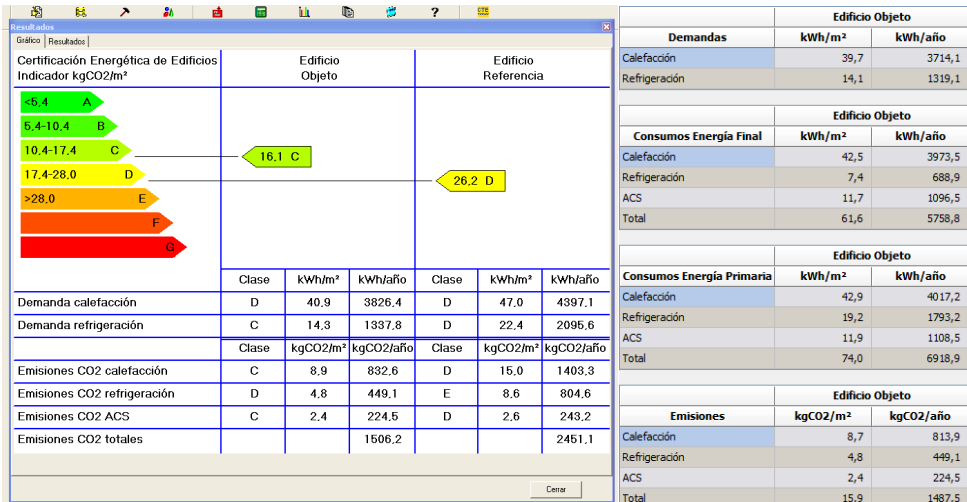 ?
CTE
Resultados
Gráfico Resultados
Certificación Energética de Edificios
Indicador kgCO2/m²
Edificio
Objeto
Edificio
Referencia
<5,4 A
5,4-10,4 B
10,4-17,4 C
17,4-28,0 D
>28,0 E
F
G
16,1 C
26,2 D
Clase kWh/m² kWh/año Clase kWh/m² kWh/año
Demanda calefacción D 40,9 3826,4 D 47,0 4397,1
Demanda refrigeración C 14,3 1337,8 D 22,4 2095,6
Clase kgCO2/m² kgCO2/año Clase kgCO2/m² kgCO2/año
Emisiones CO2 calefacción C 8,9 832,6 D 15,0 1403,3
Emisiones CO2 refrigeración D 4,8 449,1 E 8,6 804,6
Emisiones CO2 ACS C 2,4 224,5 D 2,6 243,2
Emisiones CO2 totales 1506,2 2451,1
Cerrar
Edificio Objeto
Demandas kWh/m² kWh/año
Calefacción 39,7 3714,1
Refrigeración 14,1 1319,1
Edificio Objeto
Consumos Energía Final kWh/m² kWh/año
Calefacción 42,5 3973,5
Refrigeración 7,4 688,9
ACS 11,7 1096,5
Total 61,6 5758,8
Edificio Objeto
Consumos Energía Primaria kWh/m² kWh/año
Calefacción 42,9 4017,2
Refrigeración 19,2 1793,2
ACS 11,9 1108,5
Total 74,0 6918,9
Edificio Objeto
Emisiones kgCO2/m² kgCO2/año
Calefacción 8,7 813,9
Refrigeración 4,8 449,1
ACS 2,4 224,5
Total 15,9 1487,5